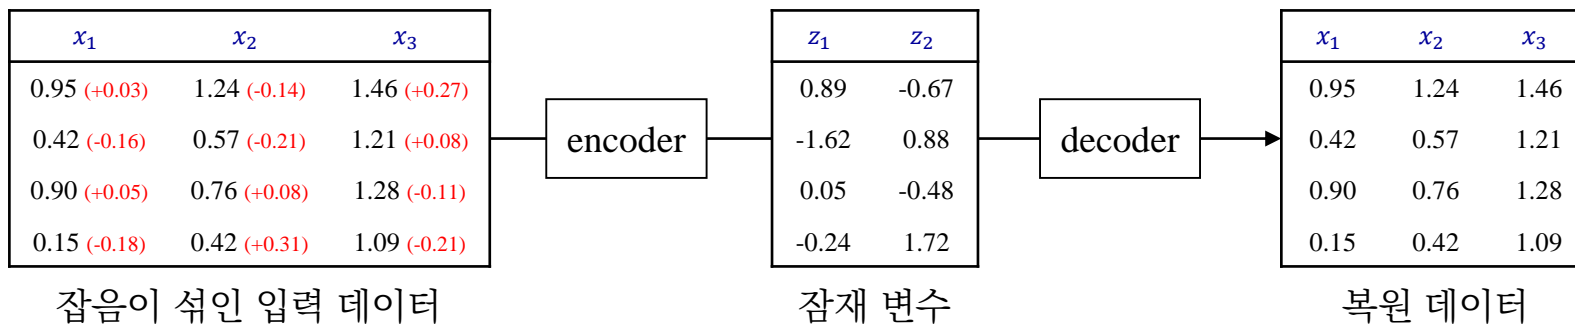 x₁ x₂ x₃
0.95 (+0.03) 1.24 (-0.14) 1.46 (+0.27)
0.42 (-0.16) 0.57 (-0.21) 1.21 (+0.08)
0.90 (+0.05) 0.76 (+0.08) 1.28 (-0.11)
0.15 (-0.18) 0.42 (+0.31) 1.09 (-0.21)
잡음이 섞인 입력 데이터
encoder
z₁ z₂
0.89 -0.67
-1.62 0.88
0.05 -0.48
-0.24 1.72
잠재 변수
decoder
x₁ x₂ x₃
0.95 1.24 1.46
0.42 0.57 1.21
0.90 0.76 1.28
0.15 0.42 1.09
복원 데이터